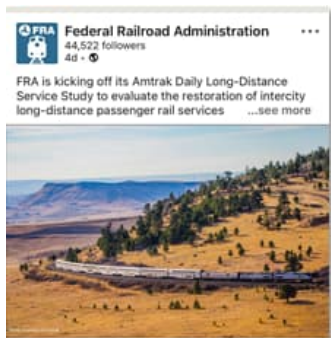 FRA
Federal Railroad Administration
44,522 followers
4d •
FRA is kicking off its Amtrak Daily Long-Distance
Service Study to evaluate the restoration of intercity
long-distance passenger rail services ...see more